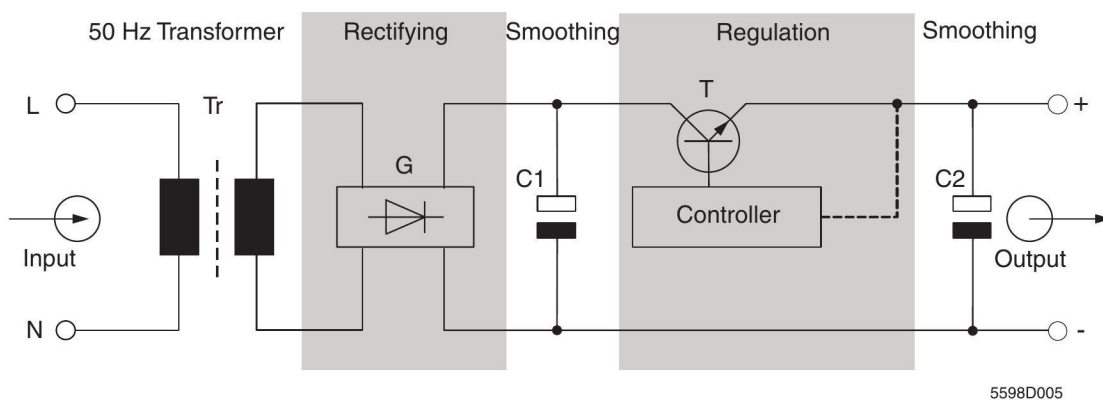 50 Hz Transformer
Rectifying
Smoothing
Regulation
Smoothing
L
Tr
T
+
G
C1
C2
Controller
Input
Output
N
-
5598D005